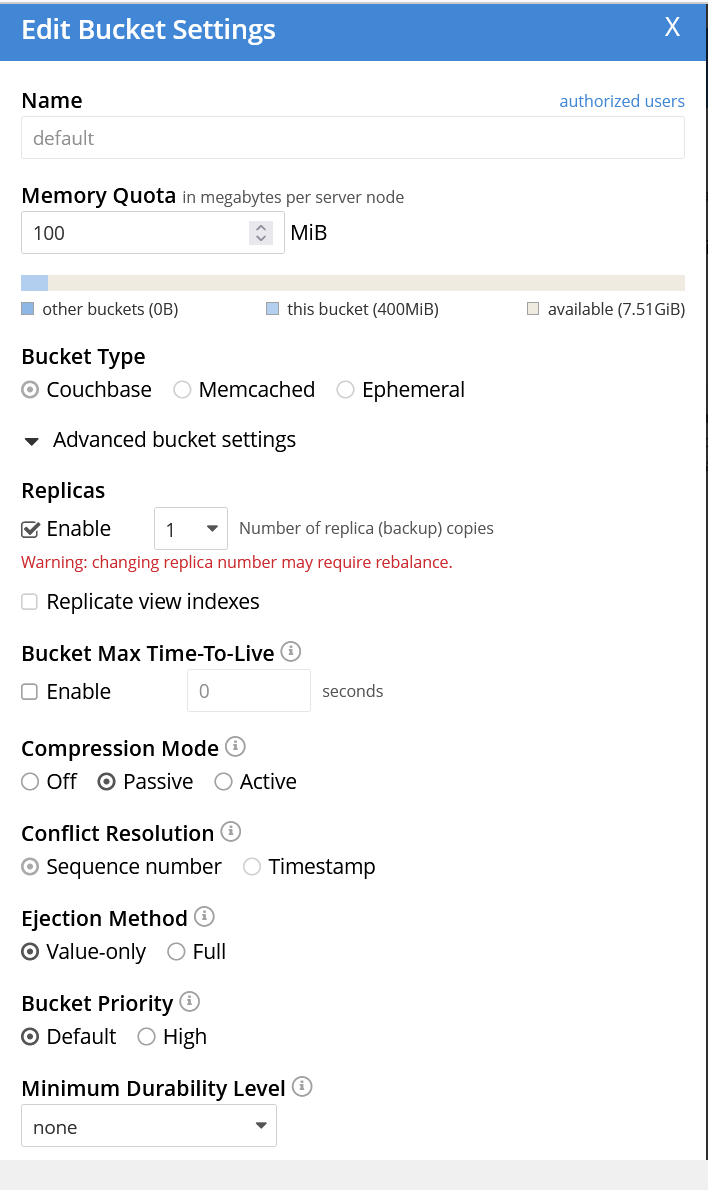 Edit Bucket Settings X
Name authorized users
default
Memory Quota in megabytes per server node
100 MiB
other buckets (0B) this bucket (400MiB) available (7.51GiB)
Bucket Type
Couchbase Memcached Ephemeral
Advanced bucket settings
Replicas
Enable 1 Number of replica (backup) copies
Warning: changing replica number may require rebalance.
Replicate view indexes
Bucket Max Time-To-Live
Enable 0 seconds
Compression Mode
Off Passive Active
Conflict Resolution
Sequence number Timestamp
Ejection Method
Value-only Full
Bucket Priority
Default High
Minimum Durability Level
none